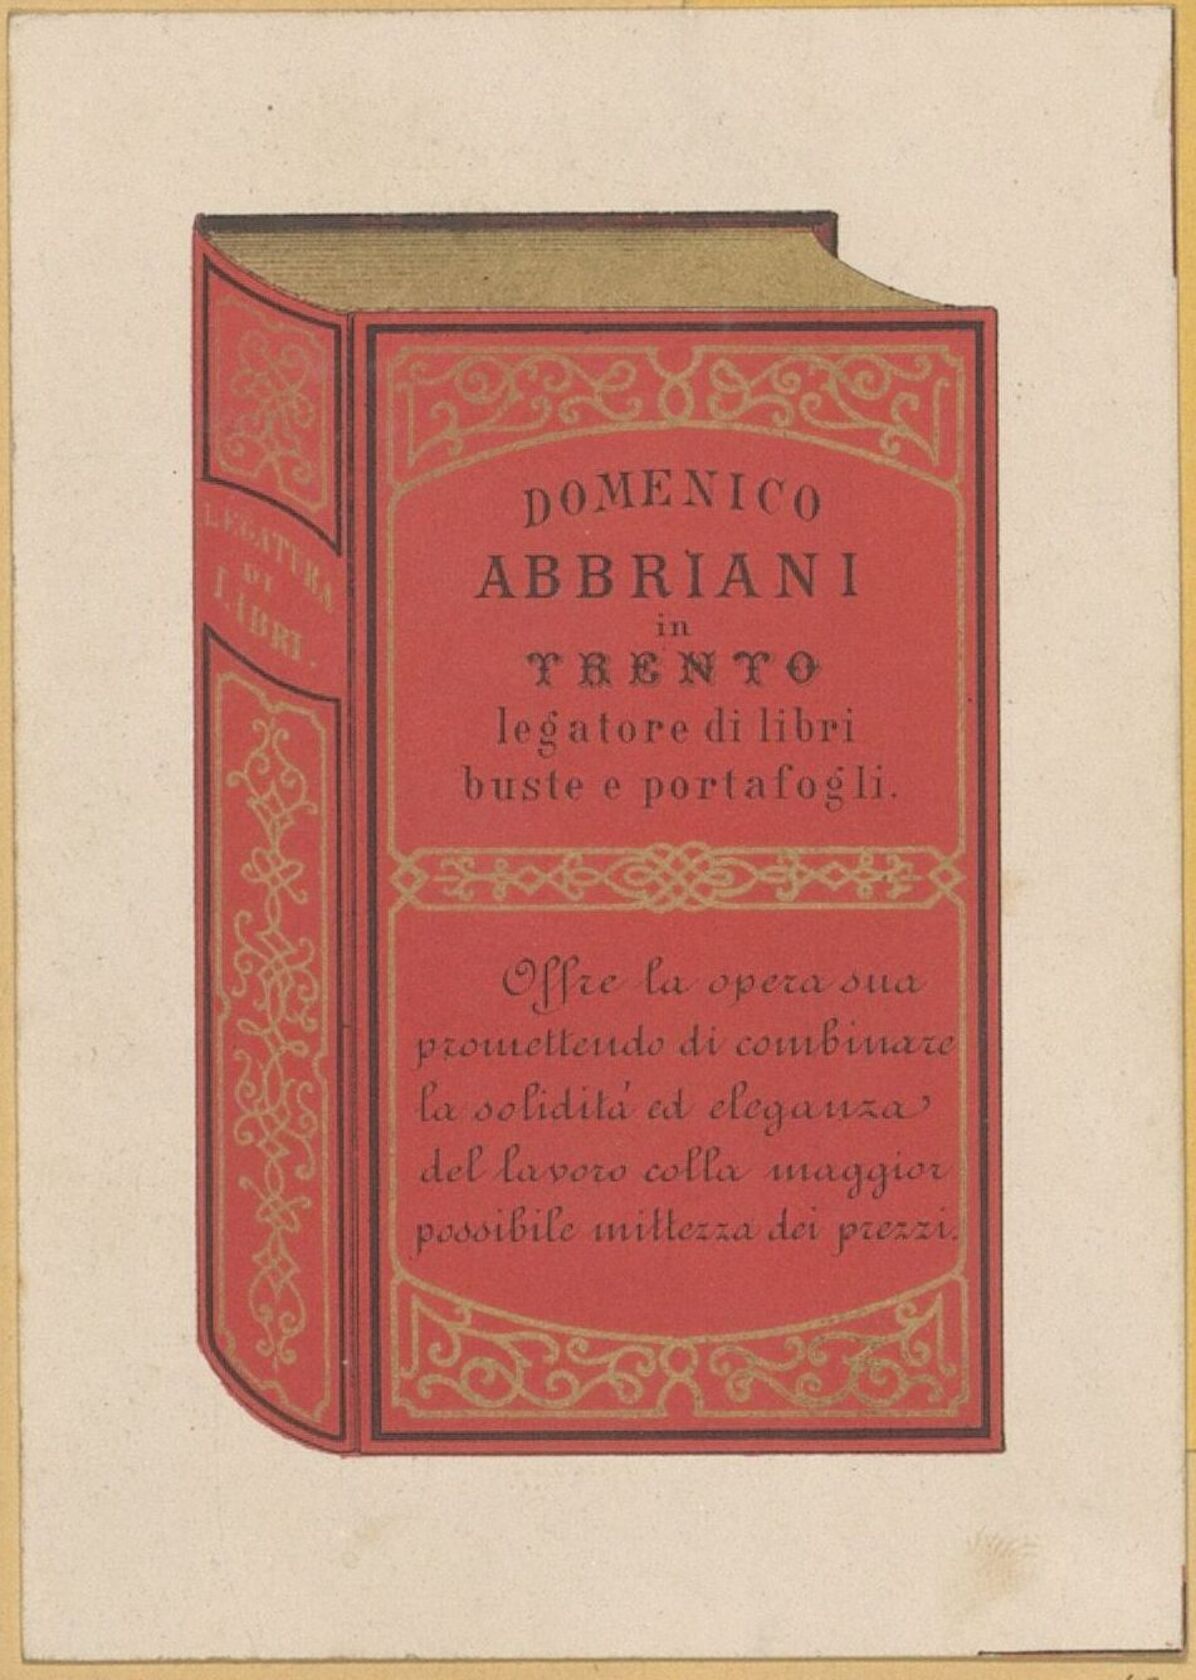 LEGATURA
DI
LIBRI.
DOMENICO
ABBRIANI
in
TRENTO
legatore di libri
buste e portafogli.
Offre la opera sua
promettendo di combinare
la soliditá ed eleganza
del lavoro colla maggior
possibile mittezza dei prezzi.